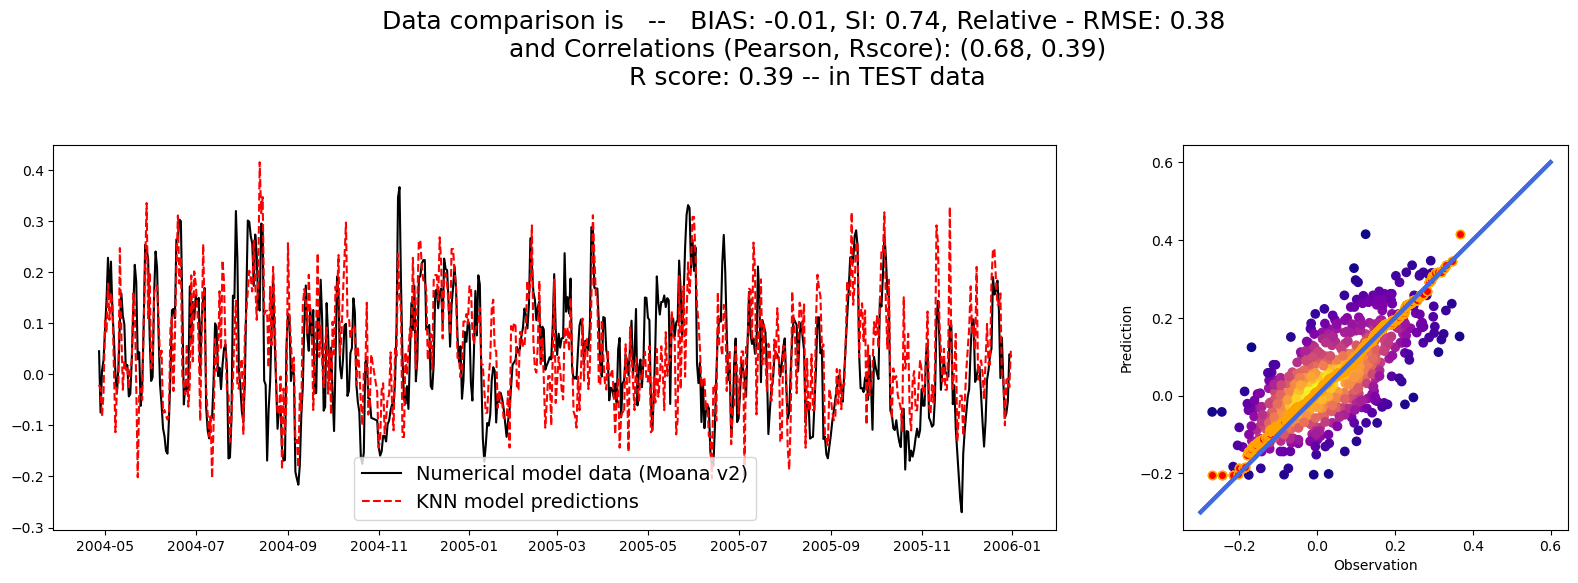 Data comparison is -- BIAS: -0.01, SI: 0.74, Relative - RMSE: 0.38
and Correlations (Pearson, Rscore): (0.68, 0.39)
R score: 0.39 -- in TEST data
0.4
0.3
0.2
0.1
0.0
−0.1
−0.2
−0.3
2004-05 2004-07 2004-09 2004-11 2005-01 2005-03 2005-05 2005-07 2005-09 2005-11 2006-01
Numerical model data (Moana v2)
KNN model predictions
Prediction
0.6
0.4
0.2
0.0
−0.2
−0.2 0.0 0.2 0.4 0.6
Observation